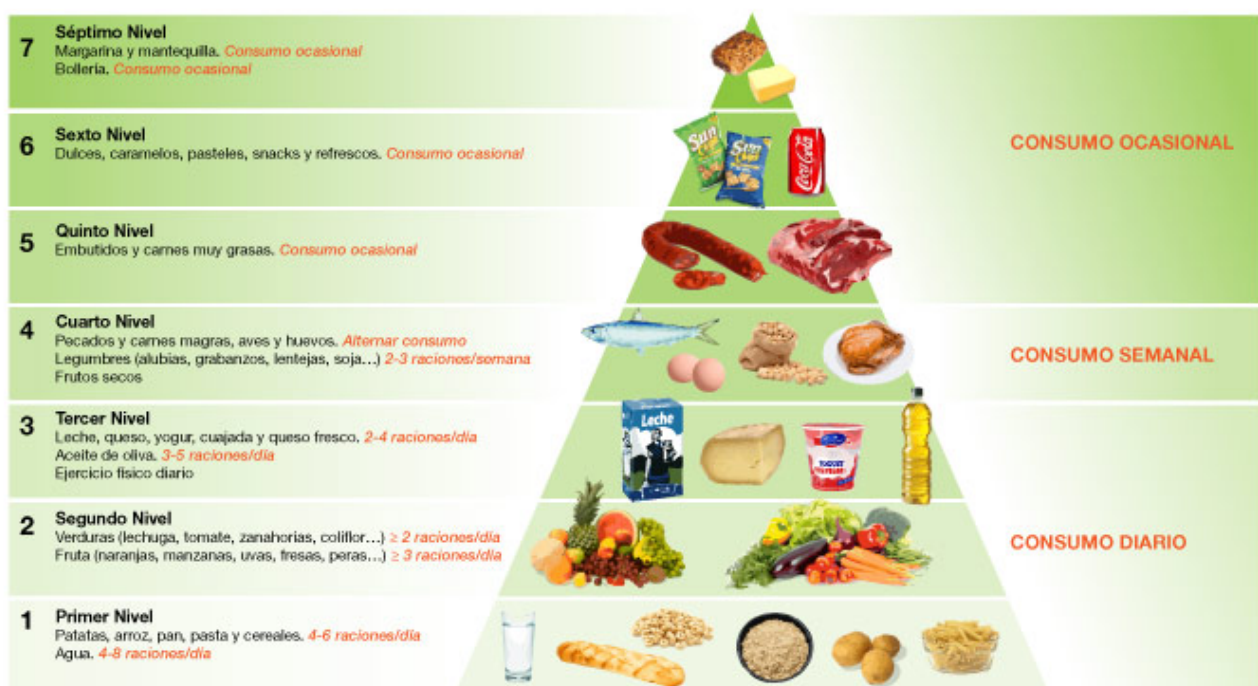 7
Séptimo Nivel
Margarina y mantequilla. Consumo ocasional
Bollería. Consumo ocasional
6
Sexto Nivel
Dulces, caramelos, pasteles, snacks y refrescos. Consumo ocasional
Sun
Sun
Coca-Cola
CONSUMO OCASIONAL
5
Quinto Nivel
Embutidos y carnes muy grasas. Consumo ocasional
4
Cuarto Nivel
Pecados y carnes magras, aves y huevos. Alternar consumo
Legumbres (alubias, grabanzos, lentejas, soja...) 2-3 raciones/semana
Frutos secos
CONSUMO SEMANAL
3
Tercer Nivel
Leche, queso, yogur, cuajada y queso fresco. 2-4 raciones/día
Aceite de oliva. 3-5 raciones/día
Ejercicio físico diario
Leche
YOGURT
2
Segundo Nivel
Verduras (lechuga, tomate, zanahorias, coliflor...) ≥ 2 raciones/día
Fruta (naranjas, manzanas, uvas, fresas, peras...) ≥ 3 raciones/día
CONSUMO DIARIO
1
Primer Nivel
Patatas, arroz, pan, pasta y cereales. 4-6 raciones/día
Agua. 4-8 raciones/día